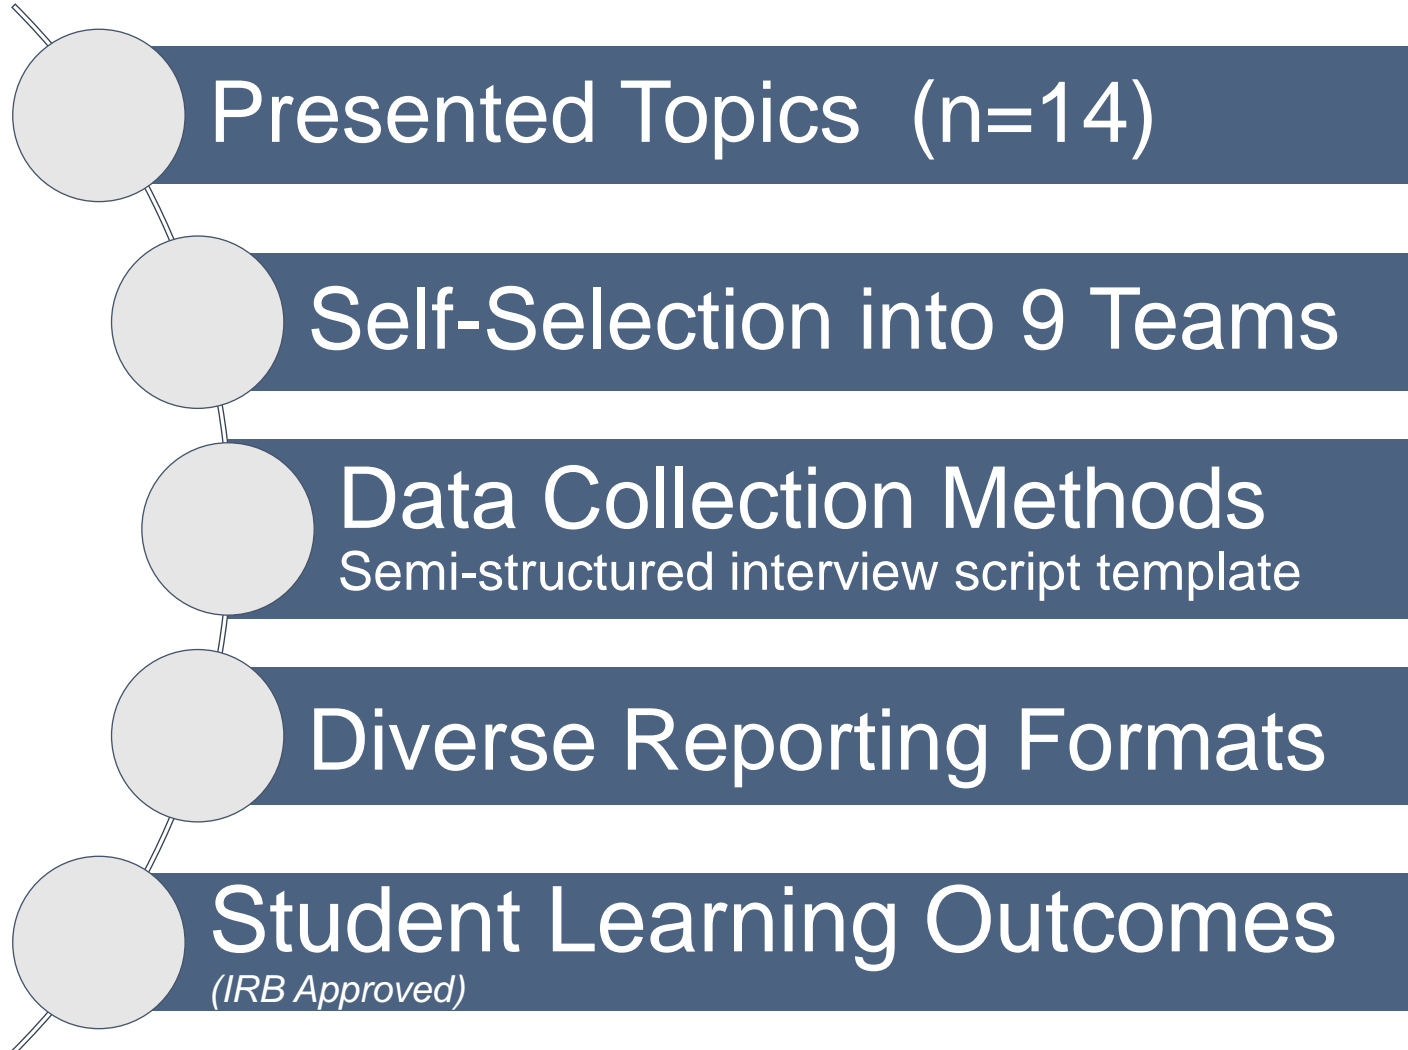 Presented Topics  (n=14)
Self-Selection into 9 Teams
Data Collection Methods
Semi-structured interview script template
Diverse Reporting Formats
Student Learning Outcomes
(IRB Approved)